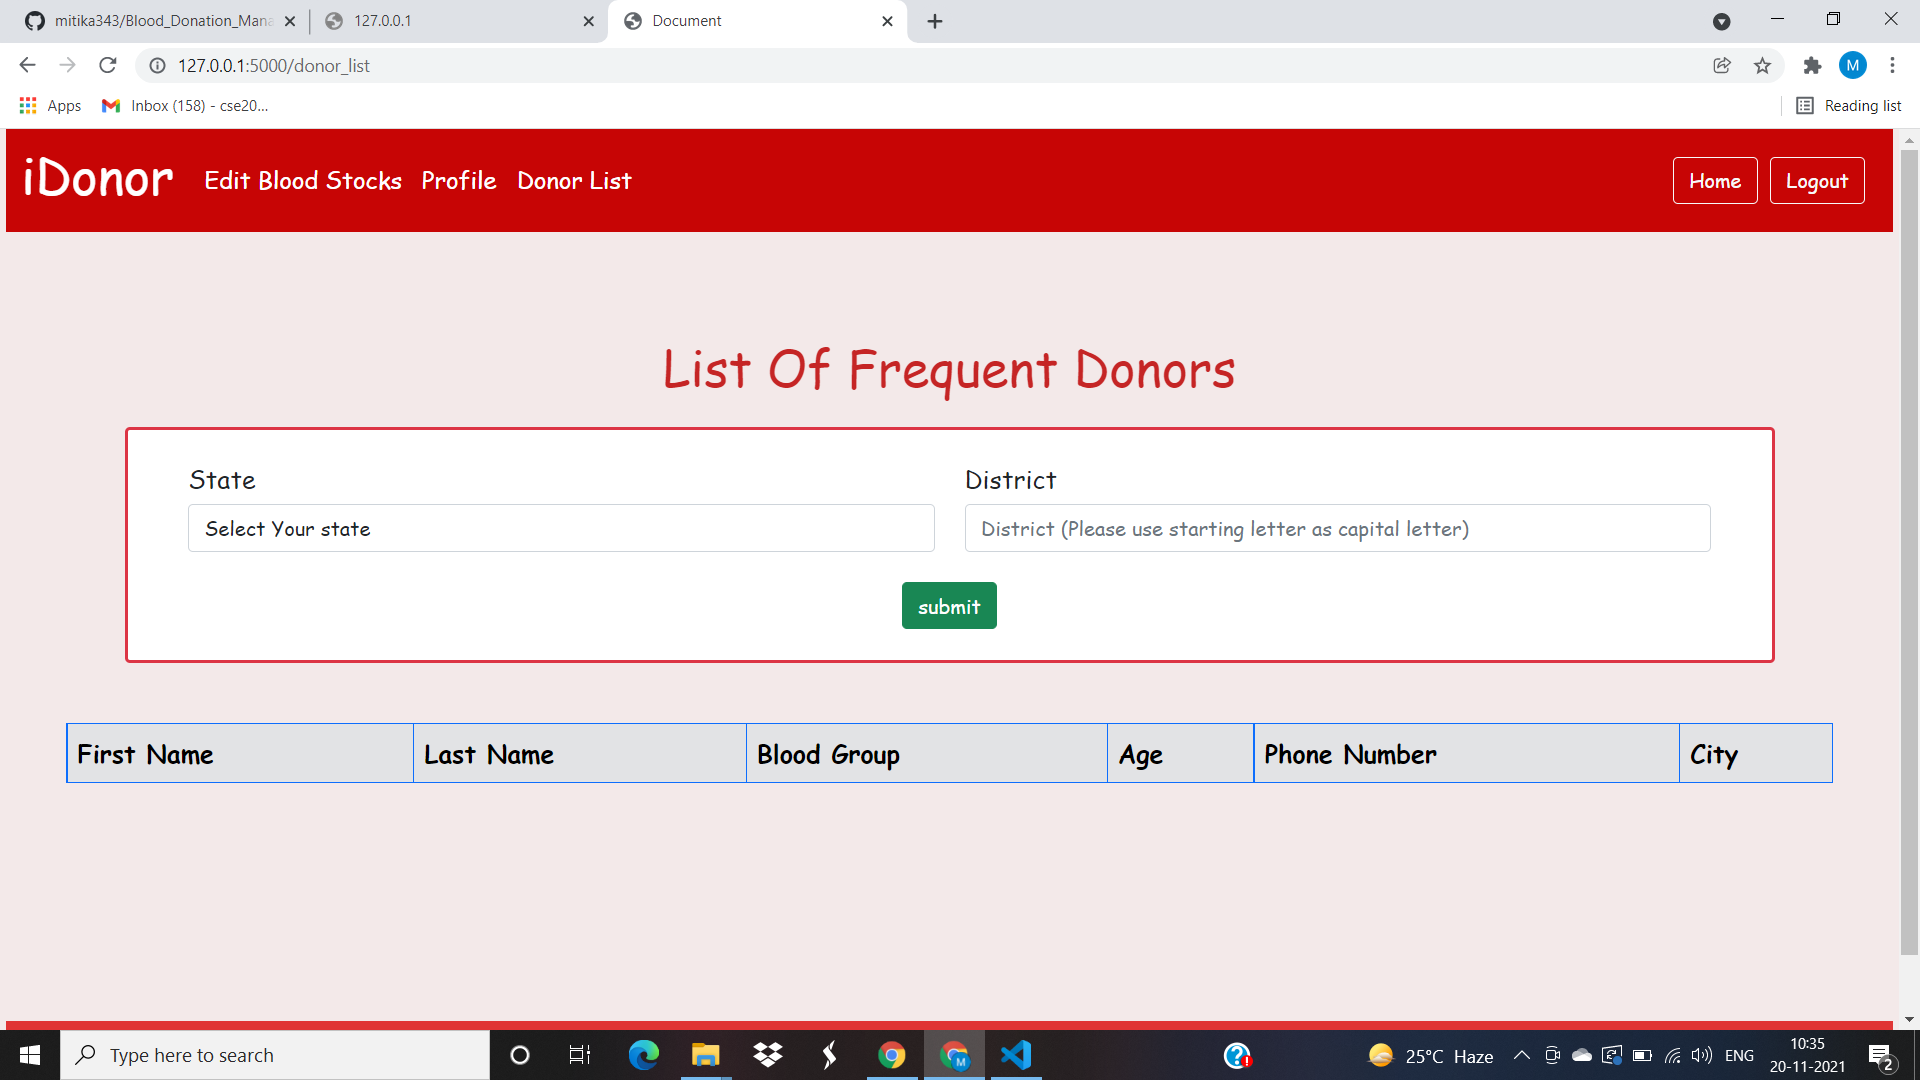 mitika343/Blood_Donation_Mana
127.0.0.1
Document
127.0.0.1:5000/donor_list
M
Apps
Inbox (158) - cse20...
Reading list
iDonor
Edit Blood Stocks
Profile
Donor List
Home
Logout
List Of Frequent Donors
State
District
Select Your state
District (Please use starting letter as capital letter)
submit
First Name
Last Name
Blood Group
Age
Phone Number
City
Type here to search
M
25°C Haze
ENG
10:35
20-11-2021
2